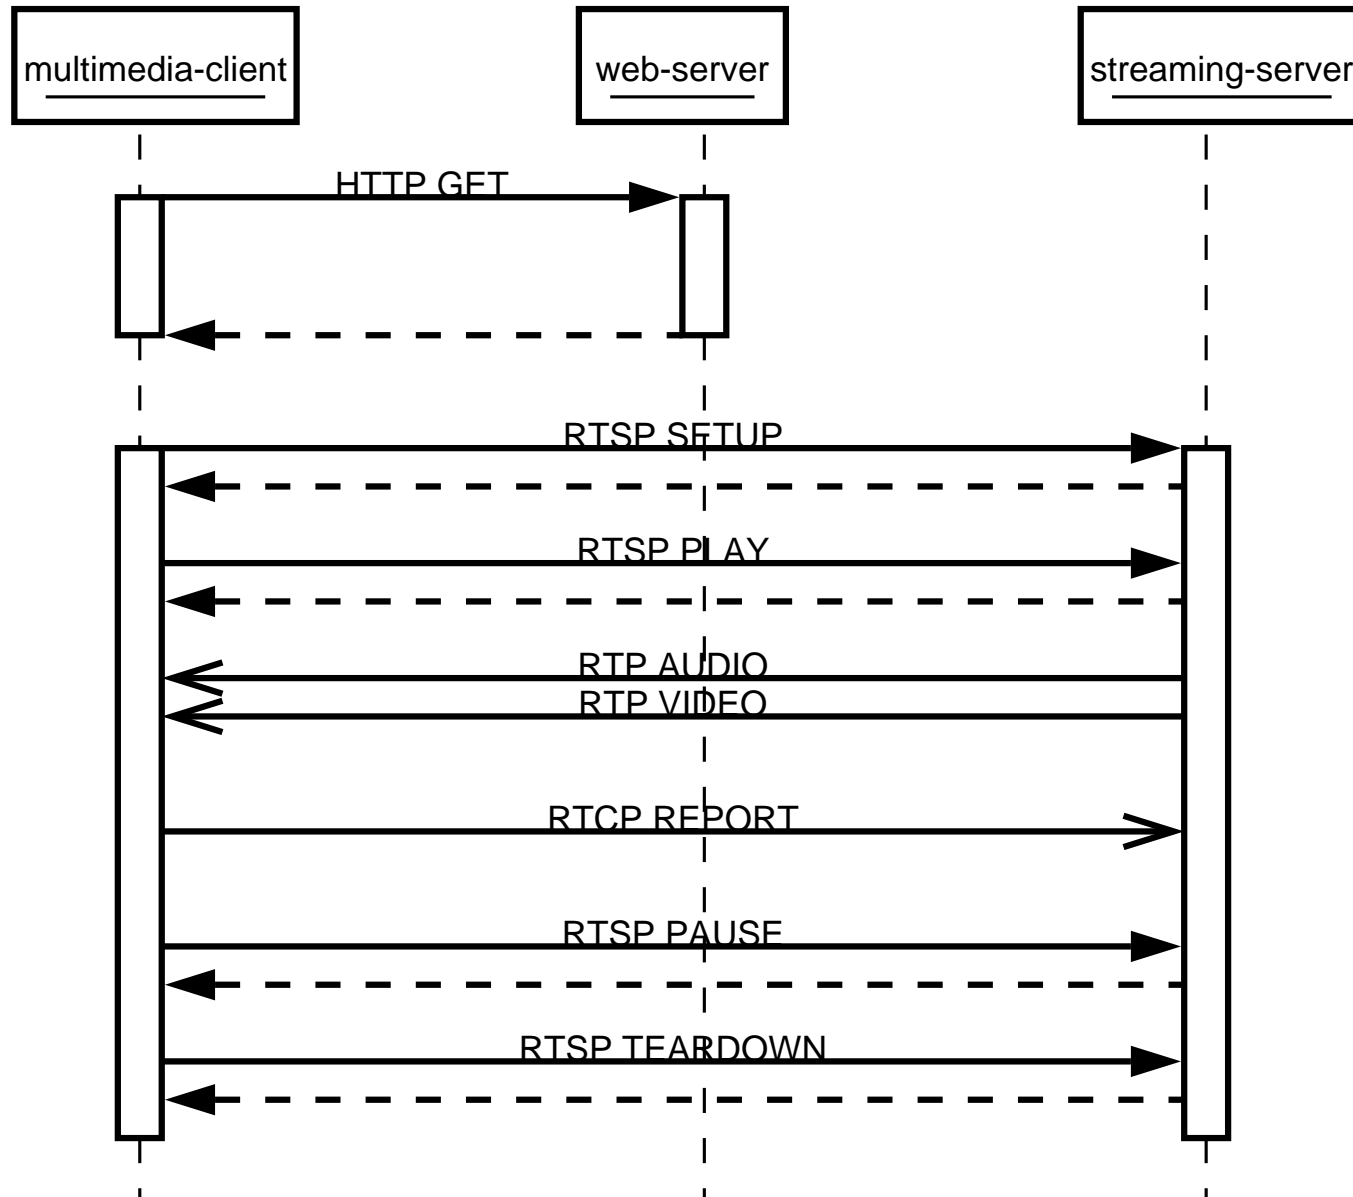 multimedia-client
web-server
streaming-server
HTTP GET
RTSP SETUP
RTSP PLAY
RTP AUDIO
RTP VIDEO
RTCP REPORT
RTSP PAUSE
RTSP TEARDOWN